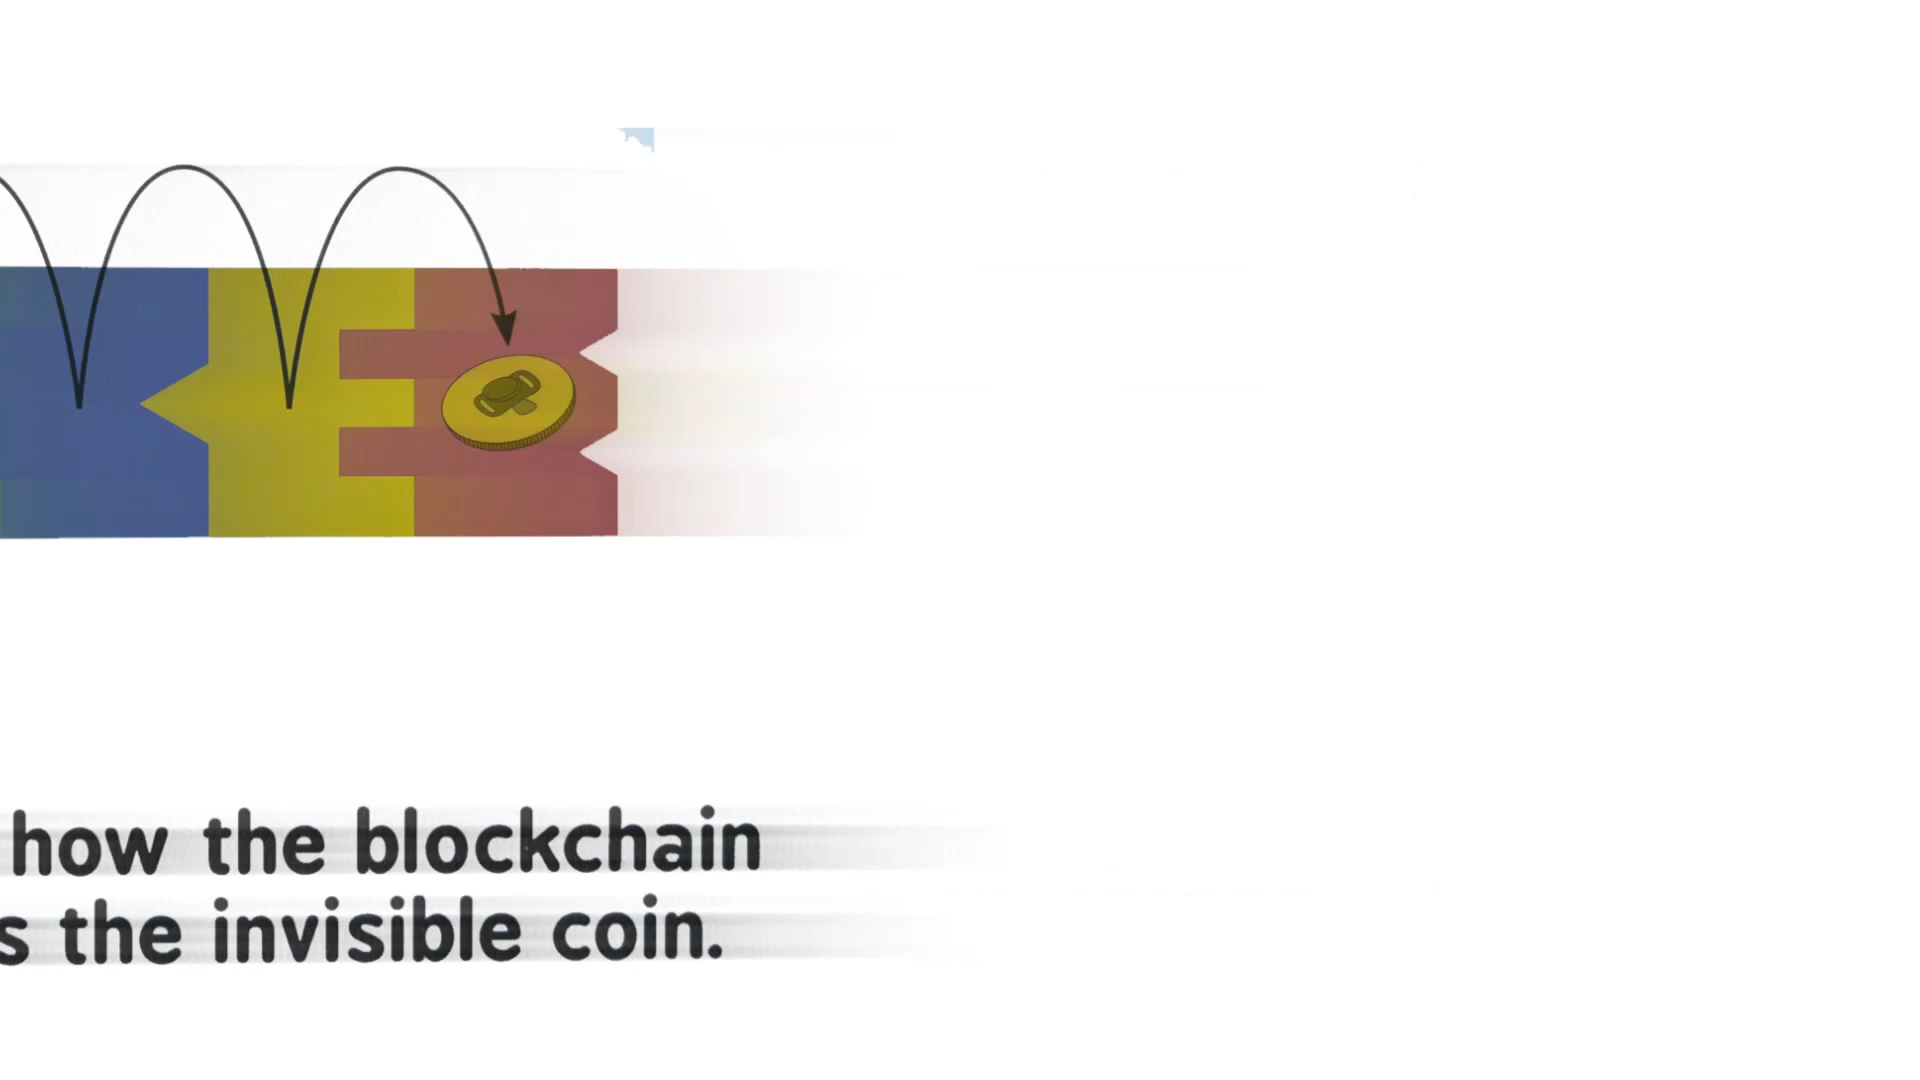 how the blockchain
s the invisible coin.